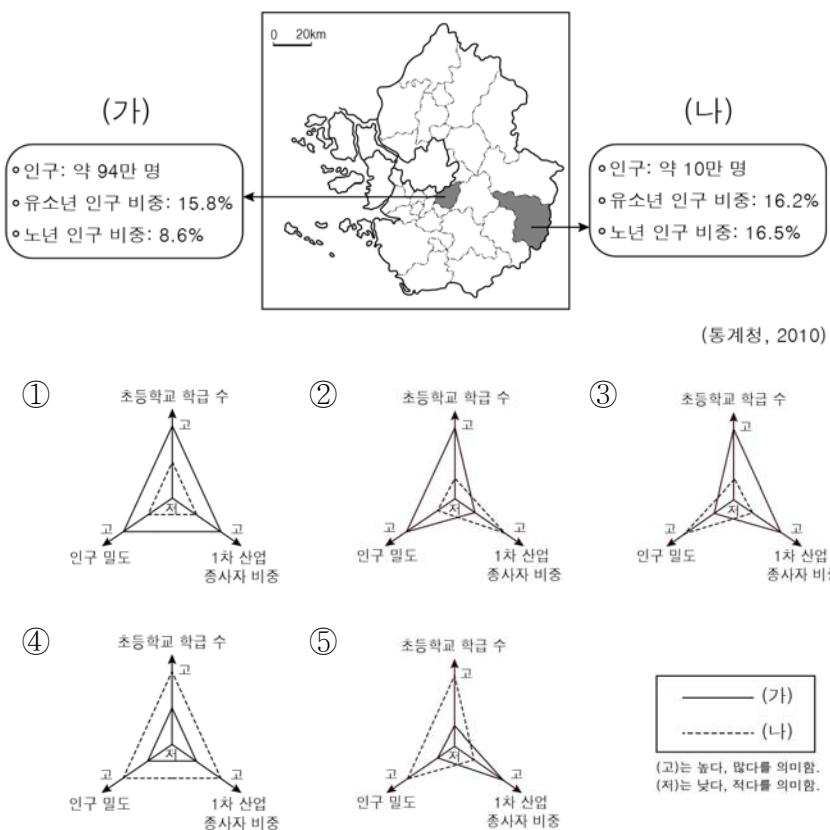 0 20km
(가)
(나)
인구: 약 94만 명
유소년 인구 비중: 15.8%
노년 인구 비중: 8.6%
인구: 약 10만 명
유소년 인구 비중: 16.2%
노년 인구 비중: 16.5%
(통계청, 2010)
①
초등학교 학급 수
고
저
고
고
인구 밀도
1차 산업
종사자 비중
②
초등학교 학급 수
고
저
고
고
인구 밀도
1차 산업
종사자 비중
③
초등학교 학급 수
고
저
고
고
인구 밀도
1차 산업
종사자 비중
④
초등학교 학급 수
고
저
고
고
인구 밀도
1차 산업
종사자 비중
⑤
초등학교 학급 수
고
저
고
고
인구 밀도
1차 산업
종사자 비중
(가)
(나)
(고)는 높다, 많다를 의미함.
(저)는 낮다, 적다를 의미함.